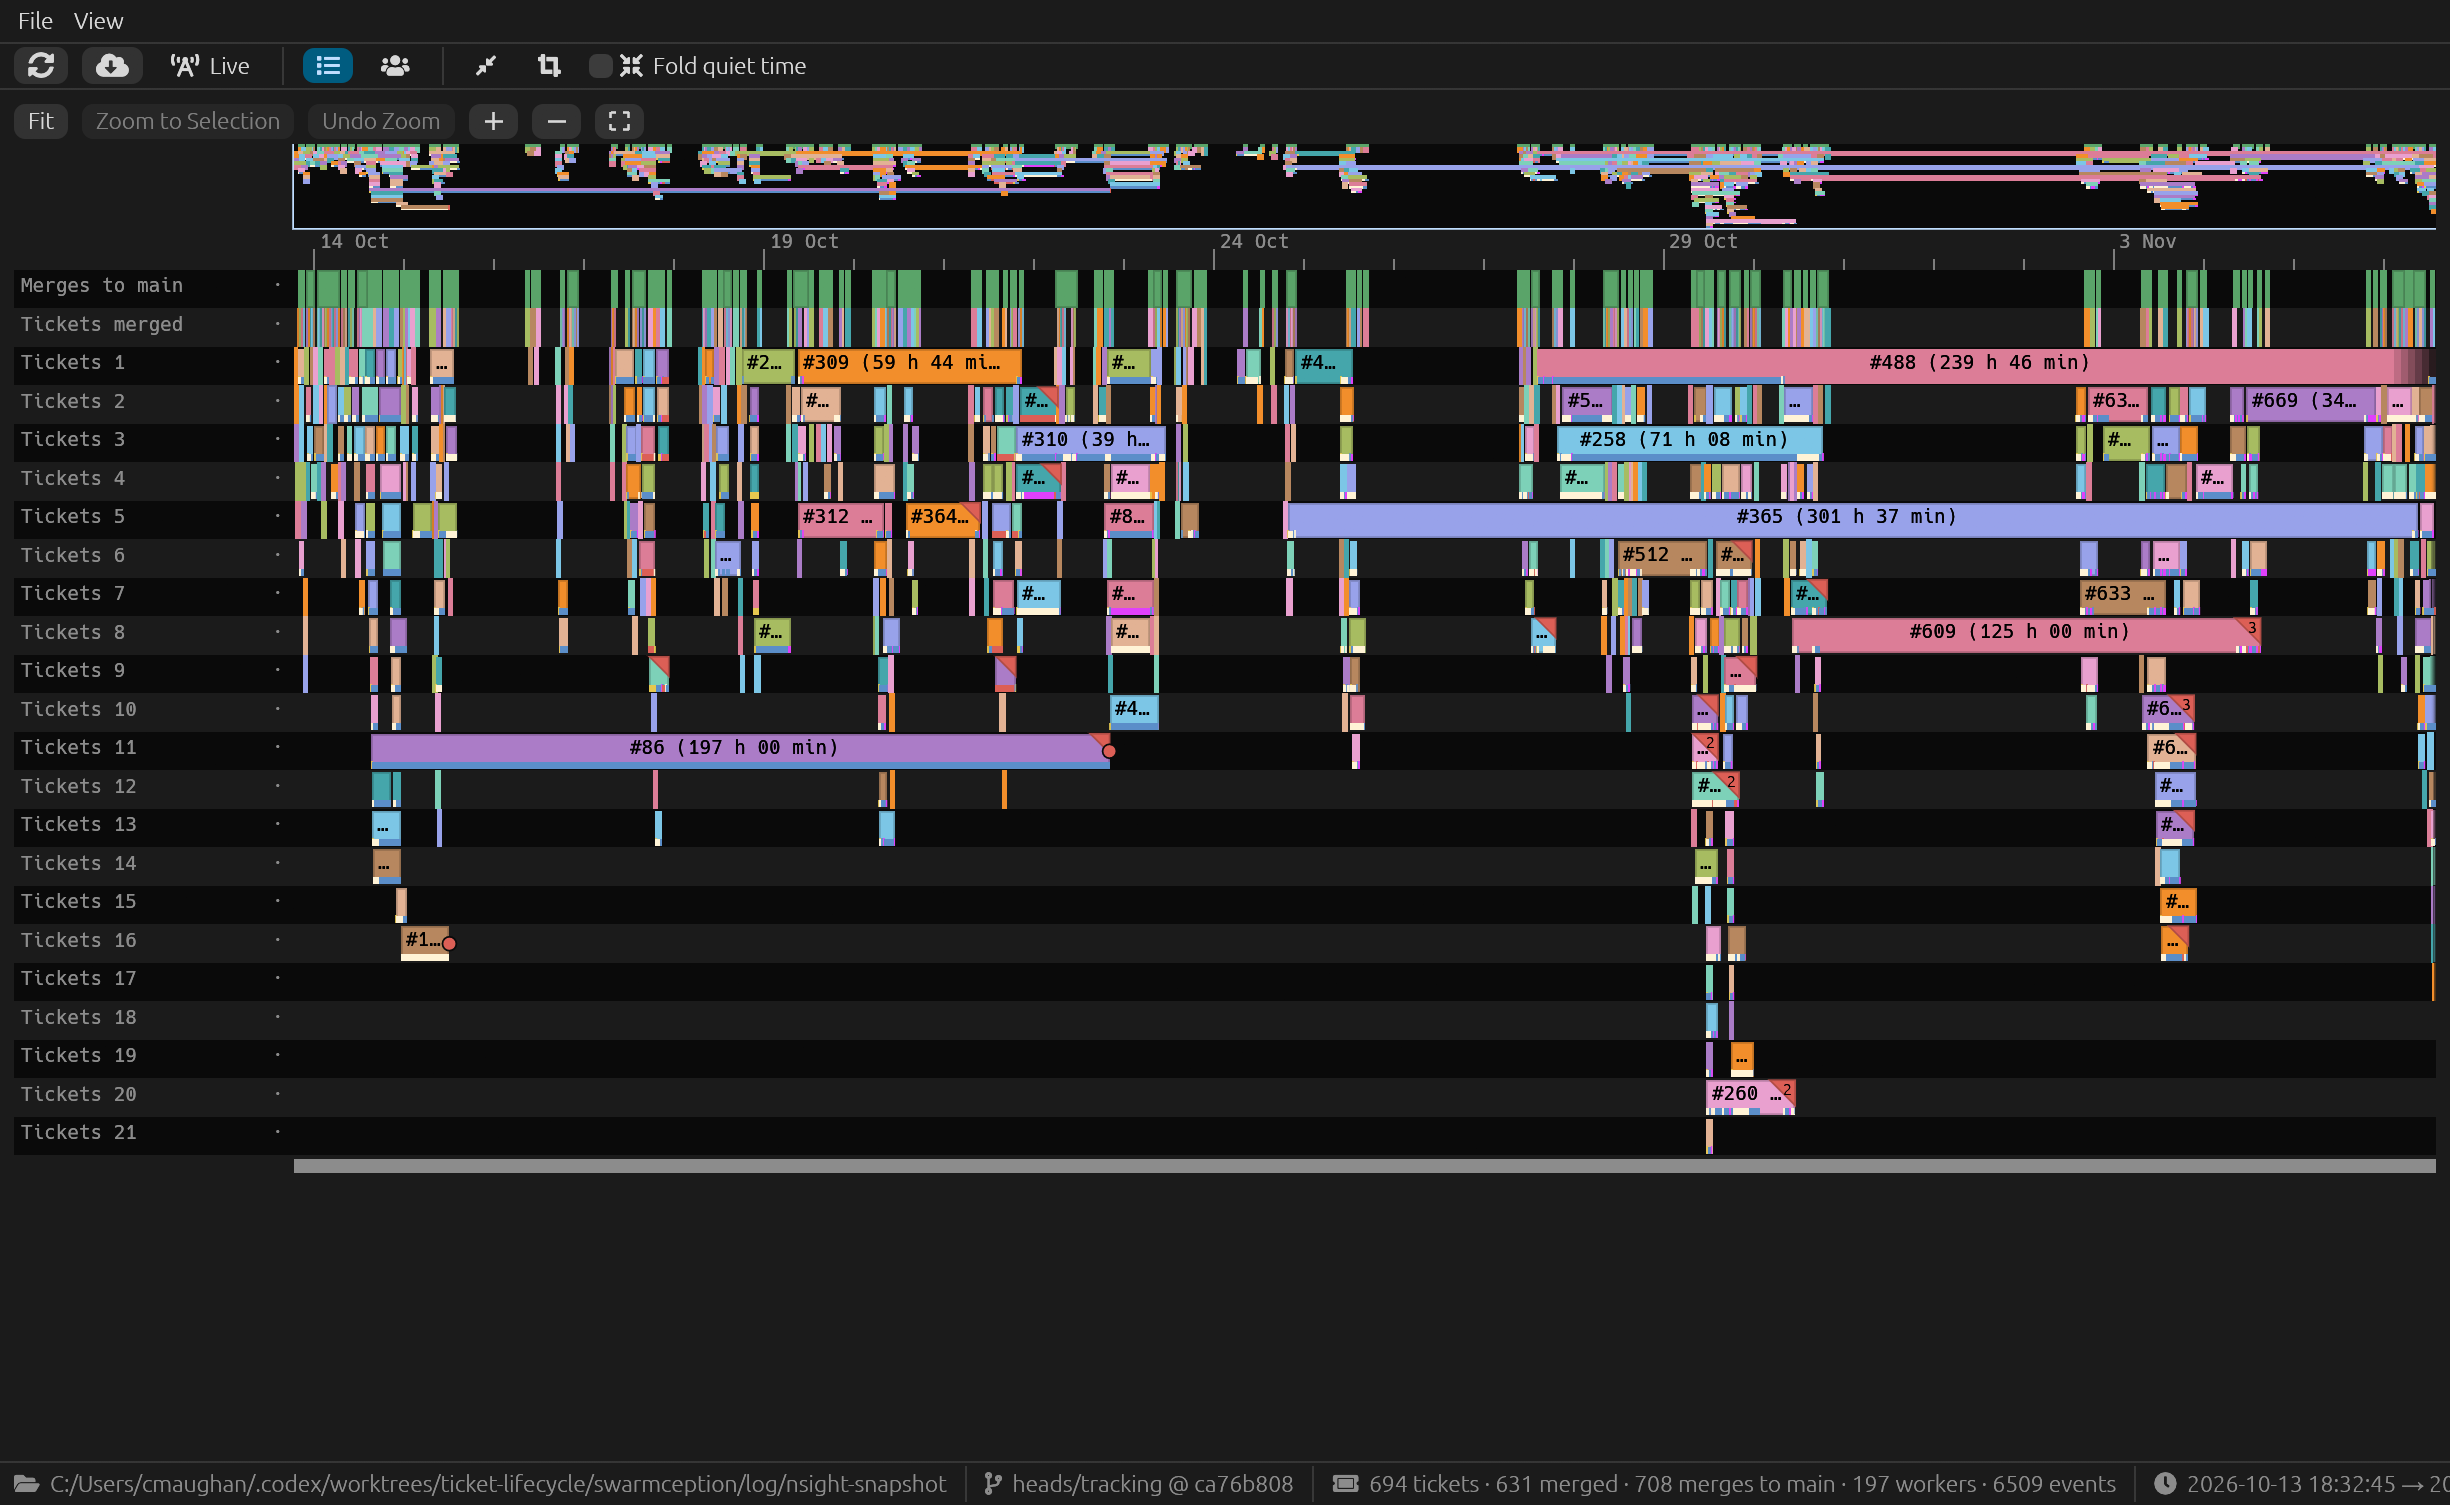 File View
Live Fold quiet time
Fit Zoom to Selection Undo Zoom
14 Oct 19 Oct 24 Oct 29 Oct 3 Nov
Merges to main
Tickets merged
Tickets 1 ... #2... #309 (59 h 44 mi... #... #4... #488 (239 h 46 min)
Tickets 2 #... #... #5... ... #63... #669 (34... ...
Tickets 3 #310 (39 h... #258 (71 h 08 min) #... ...
Tickets 4 #... #... #... #...
Tickets 5 #312 ... #364... #8... #365 (301 h 37 min)
Tickets 6 ... #512 ... #... ...
Tickets 7 #... #... #... #633 ...
Tickets 8 #... #... ... #609 (125 h 00 min) 3
Tickets 9 ...
Tickets 10 #4... ... #6... 3
Tickets 11 #86 (197 h 00 min) ... 2 #6...
Tickets 12 #... 2 #...
Tickets 13 ... #...
Tickets 14 ... ...
Tickets 15 #...
Tickets 16 #1... ...
Tickets 17
Tickets 18
Tickets 19 ...
Tickets 20 #260 ... 2
Tickets 21
C:/Users/cmaughan/.codex/worktrees/ticket-lifecycle/swarmception/log/nsight-snapshot heads/tracking @ ca76b808 694 tickets · 631 merged · 708 merges to main · 197 workers · 6509 events 2026-10-13 18:32:45 → 20